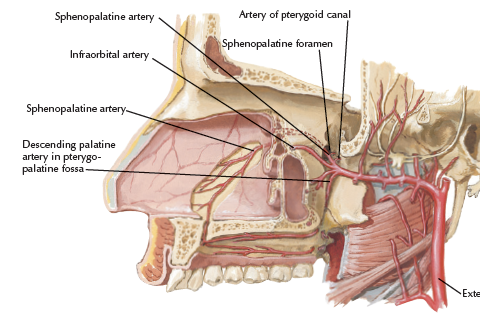 Sphenopalatine artery
Artery of pterygoid canal
Sphenopalatine foramen
Infraorbital artery
Sphenopalatine artery
Descending palatine
artery in pterygo-
palatine fossa
Exte